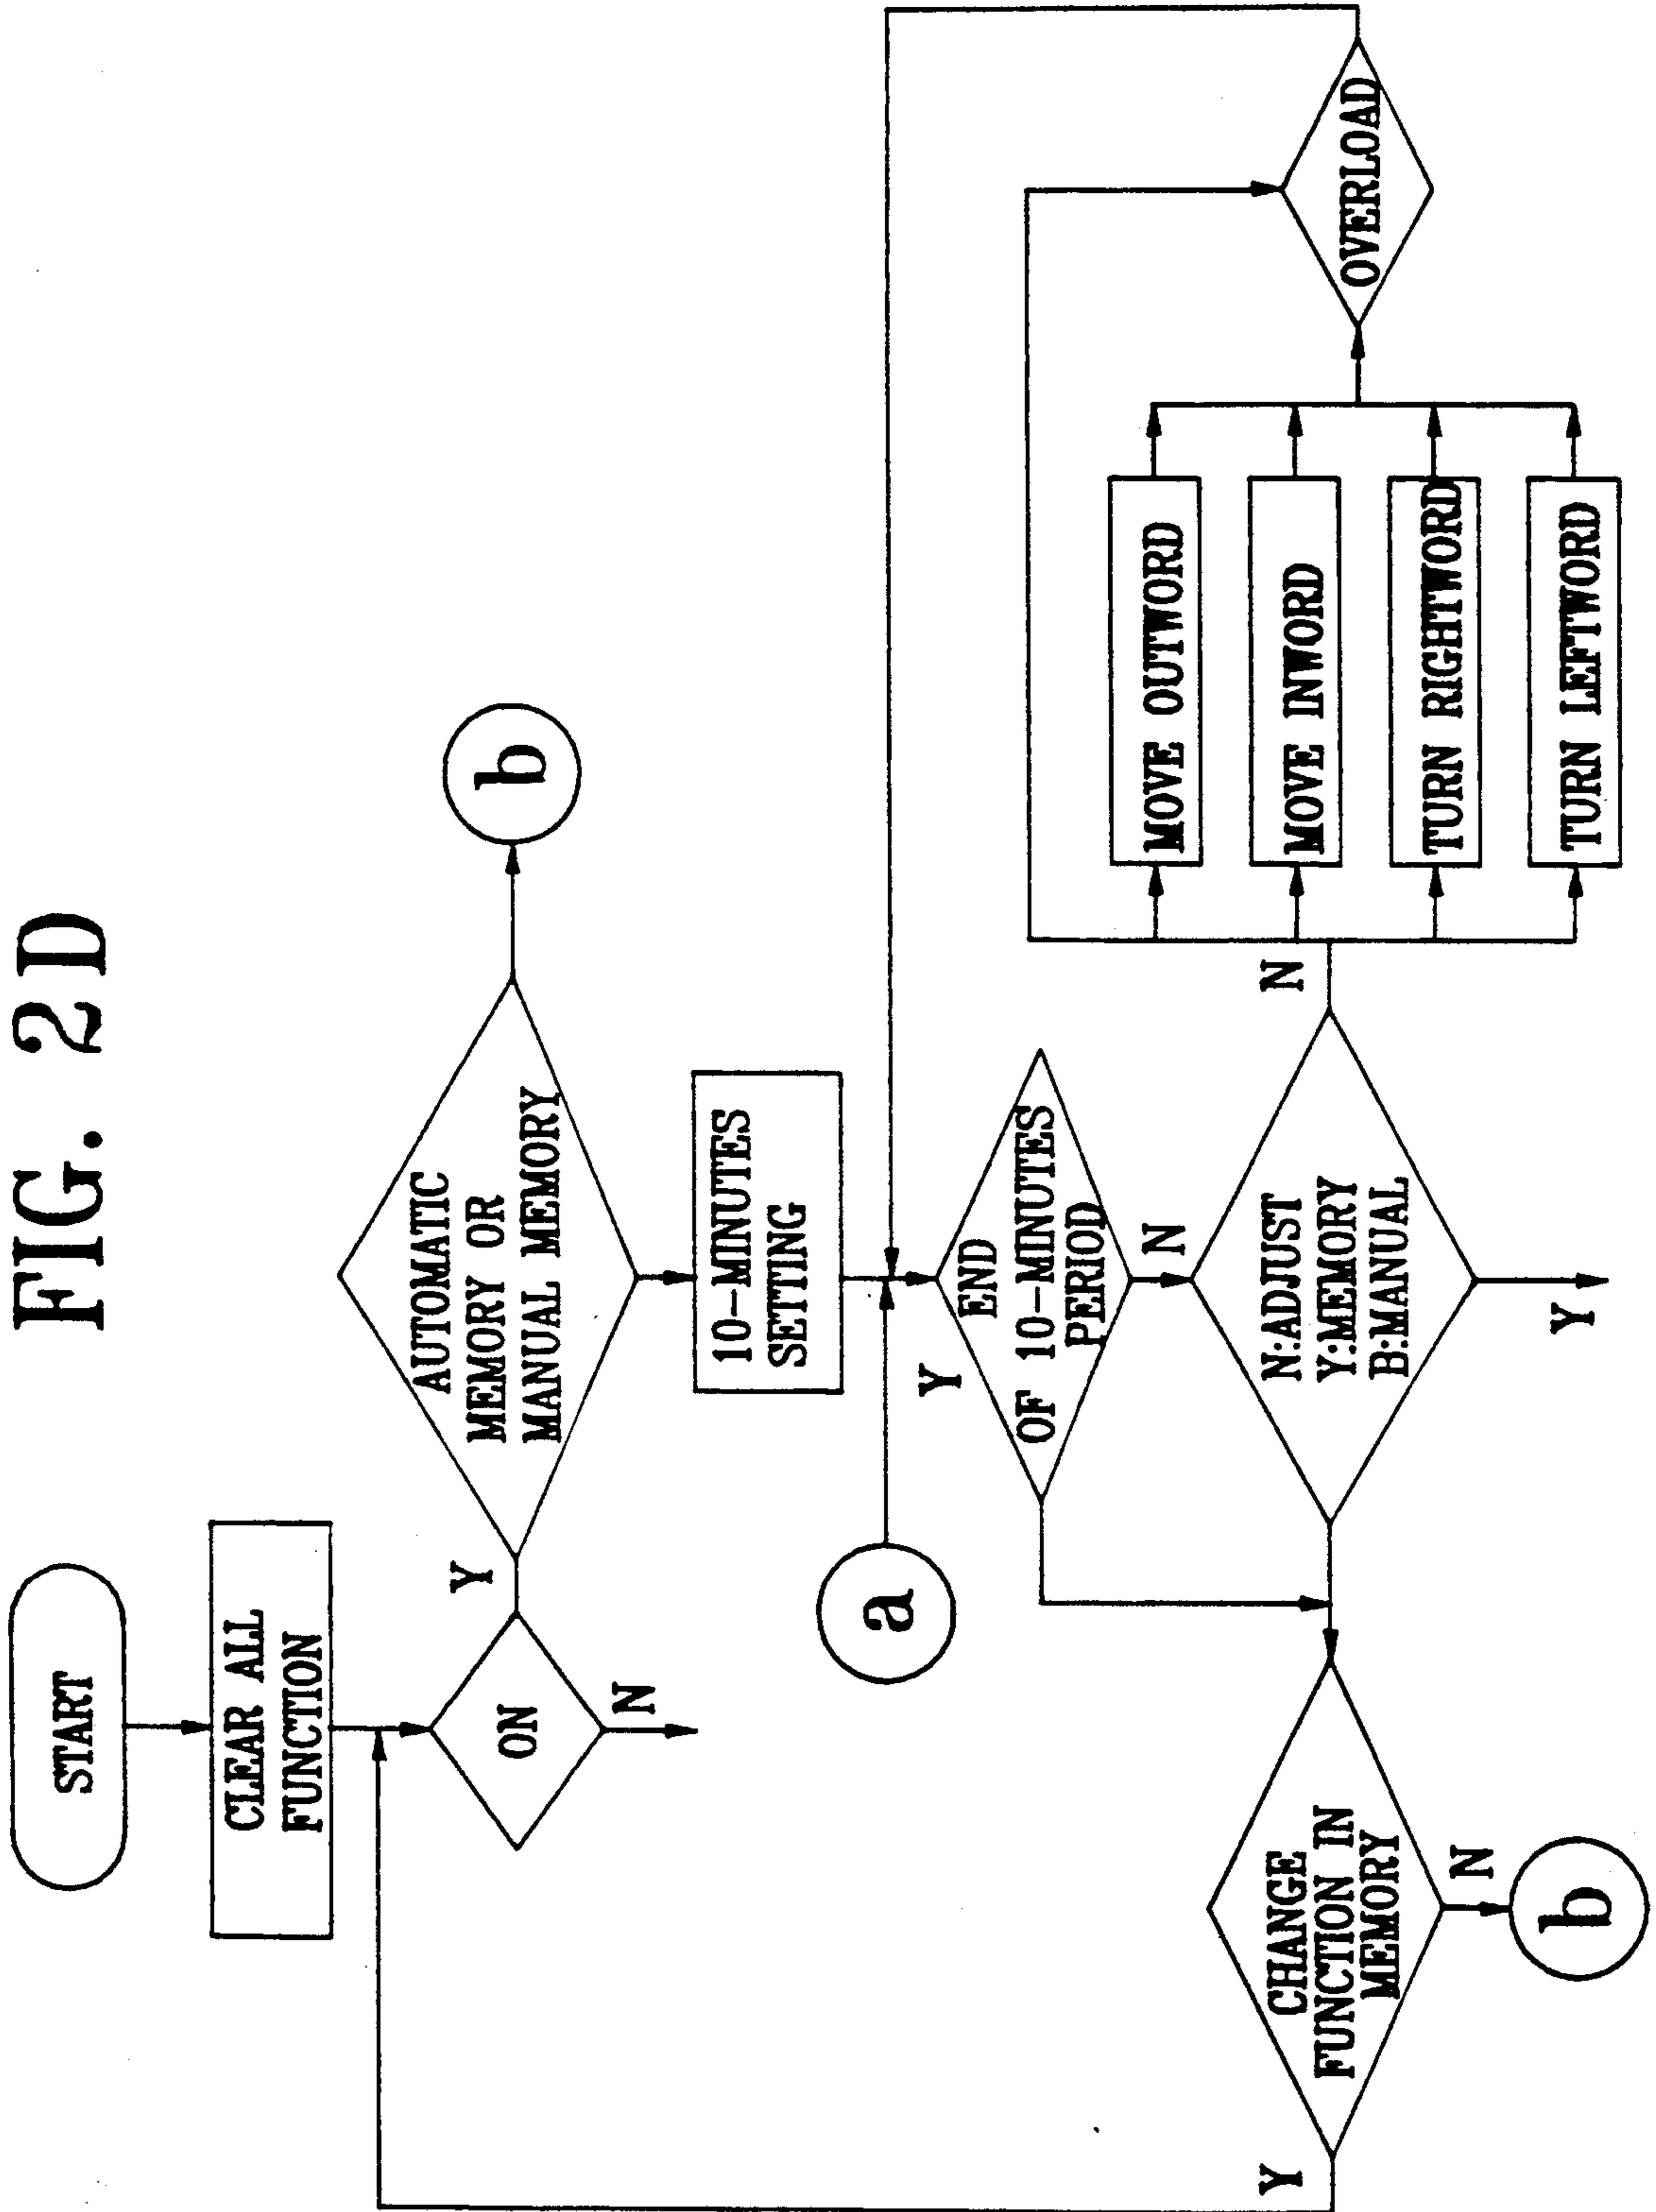 FIG. 2D
START
CLEAR ALL
FUNCTION
ON
Y
N
AUTOMATIC
MEMORY OR
MANUAL MEMORY
b
10-MINUTES
SETTING
a
END
OF 10-MINUTES
PERIOD
Y
N
N:ADJUST
Y:MEMORY
B:MANUAL
N
Y
CHANGE
FUNCTION IN
MEMORY
Y
N
b
MOVE OUTWORD
MOVE INWORD
TURN RIGHTWORD
TURN LEFTWORD
OVERLOAD